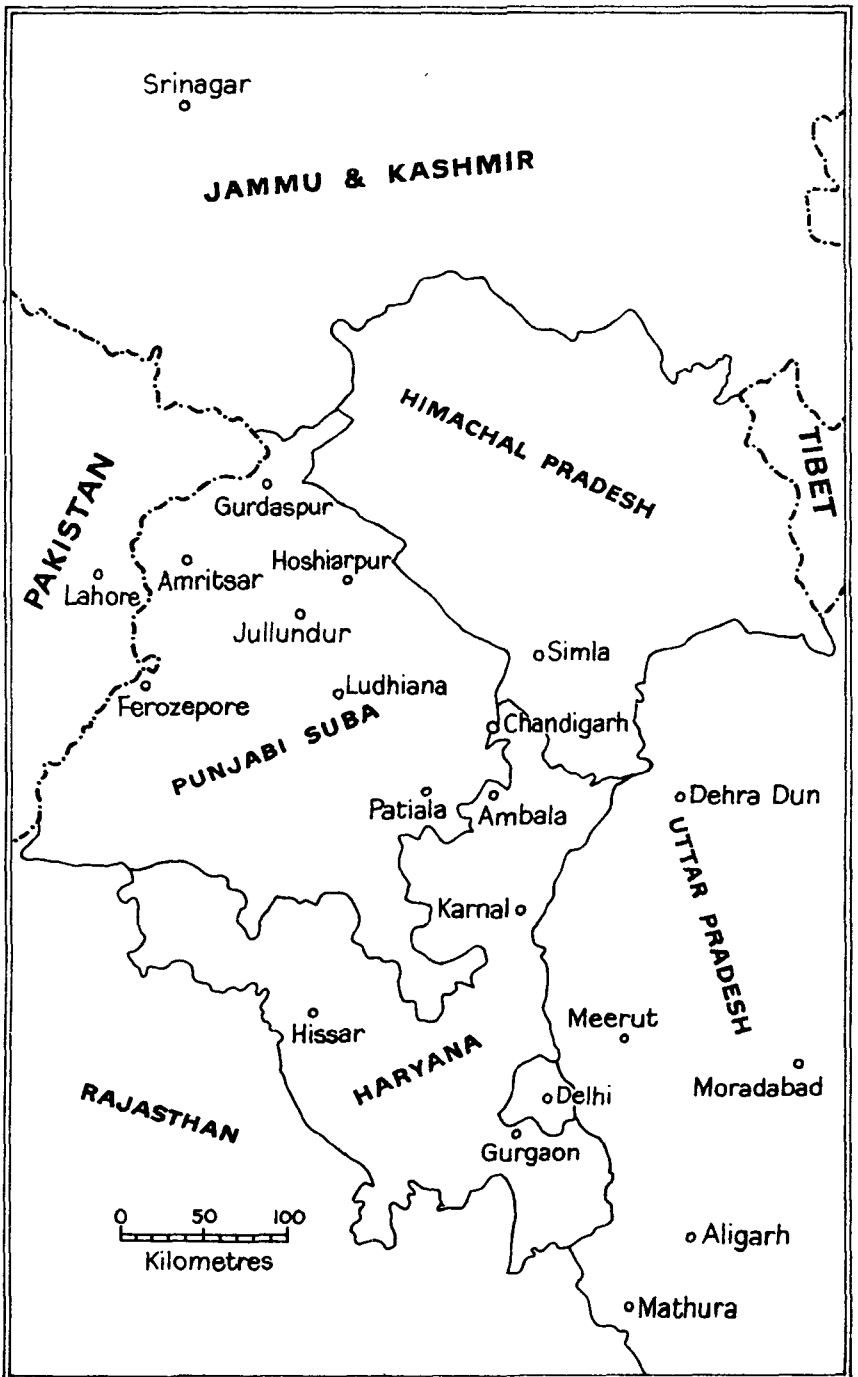 Srinagar
JAMMU & KASHMIR
HIMACHAL PRADESH
TIBET
PAKISTAN
Gurdaspur
Lahore
Amritsar
Hoshiarpur
Jullundur
Simla
Ferozepore
Ludhiana
PUNJABI SUBA
Chandigarh
Patiala
Ambala
Dehra Dun
UTTAR PRADESH
Karnal
Hissar
HARYANA
Meerut
Moradabad
Delhi
RAJASTHAN
Gurgaon
0 50 100
Kilometres
Aligarh
Mathura